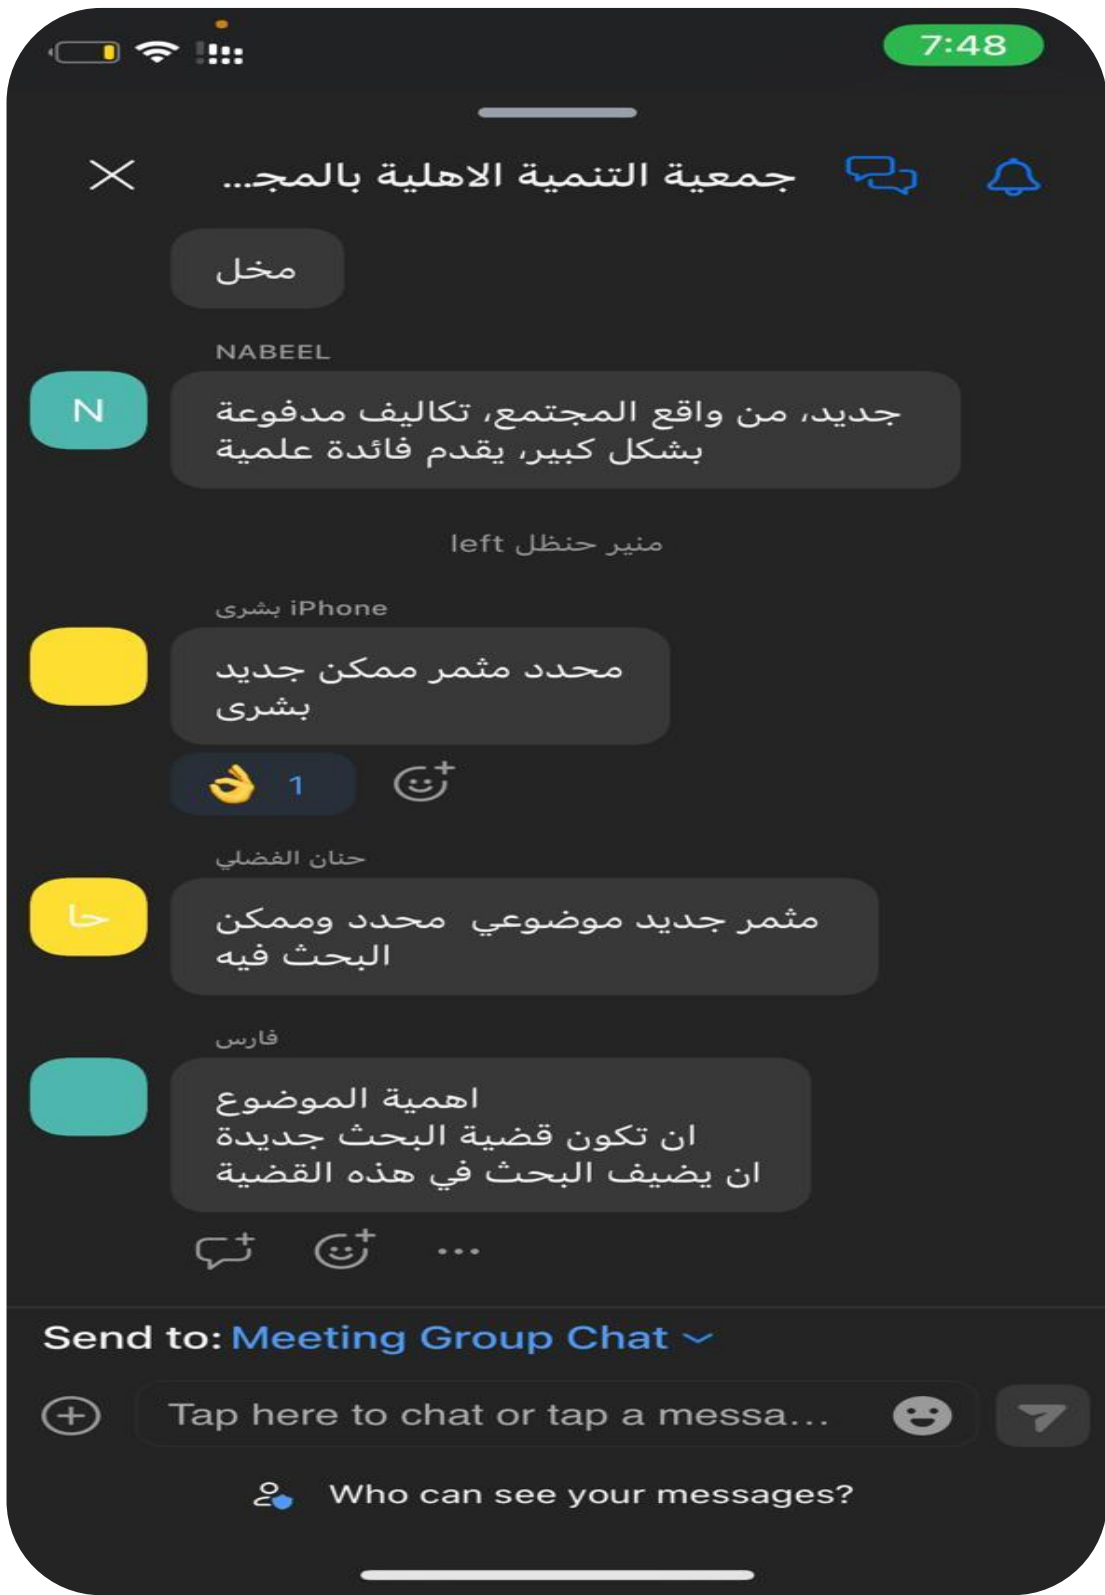 7:48
جمعية التنمية الاهلية بالمجـ...
مخل
NABEEL
N
جديد، من واقع المجتمع، تكاليف مدفوعة
بشكل كبير، يقدم فائدة علمية
منير حنظل left
بشرى iPhone
محدد مثمر ممكن جديد
بشرى
1
حنان الفضلي
حا
مثمر جديد موضوعي محدد وممكن
البحث فيه
فارس
اهمية الموضوع
ان تكون قضية البحث جديدة
ان يضيف البحث في هذه القضية
Send to: Meeting Group Chat
Tap here to chat or tap a messa...
Who can see your messages?